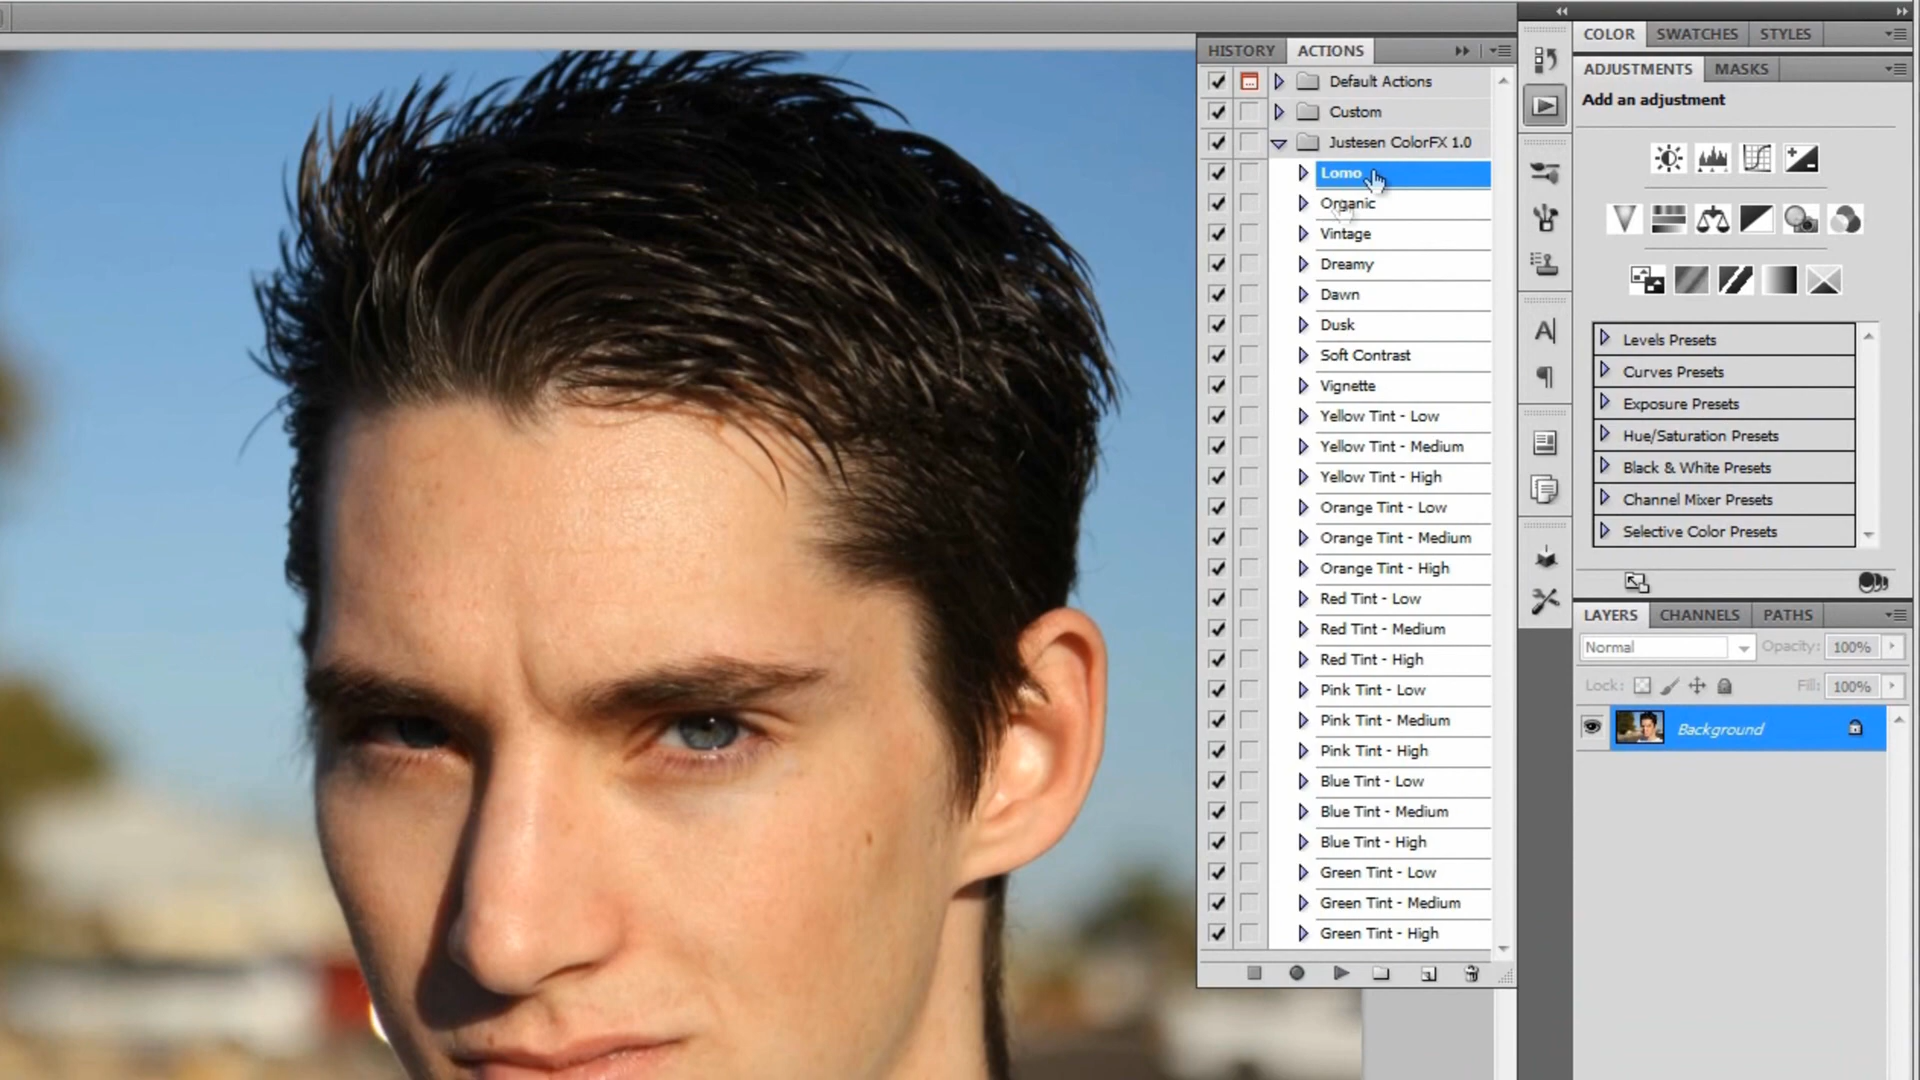 HISTORY ACTIONS
Default Actions
Custom
Justesen ColorFX 1.0
Lomo
Organic
Vintage
Dreamy
Dawn
Dusk
Soft Contrast
Vignette
Yellow Tint - Low
Yellow Tint - Medium
Yellow Tint - High
Orange Tint - Low
Orange Tint - Medium
Orange Tint - High
Red Tint - Low
Red Tint - Medium
Red Tint - High
Pink Tint - Low
Pink Tint - Medium
Pink Tint - High
Blue Tint - Low
Blue Tint - Medium
Blue Tint - High
Green Tint - Low
Green Tint - Medium
Green Tint - High
COLOR SWATCHES STYLES
ADJUSTMENTS MASKS
Add an adjustment
Levels Presets
Curves Presets
Exposure Presets
Hue/Saturation Presets
Black & White Presets
Channel Mixer Presets
Selective Color Presets
LAYERS CHANNELS PATHS
Normal Opacity: 100%
Lock: Fill: 100%
Background